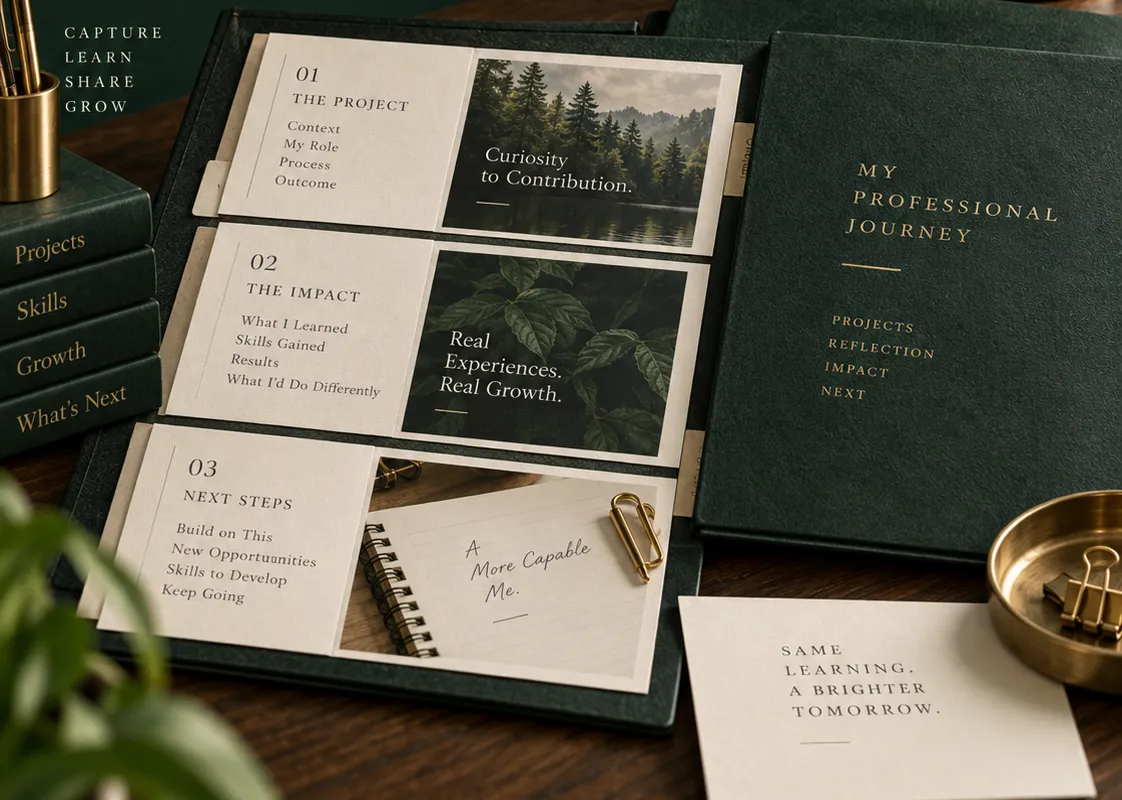 CAPTURE
LEARN
SHARE
GROW
Projects
Skills
Growth
What's Next
01
THE PROJECT
Context
My Role
Process
Outcome
Curiosity
to Contribution.
02
THE IMPACT
What I Learned
Skills Gained
Results
What I'd Do Differently
Real
Experiences.
Real Growth.
03
NEXT STEPS
Build on This
New Opportunities
Skills to Develop
Keep Going
A
More Capable
Me.
MY
PROFESSIONAL
JOURNEY
PROJECTS
REFLECTION
IMPACT
NEXT
SAME
LEARNING.
A BRIGHTER
TOMORROW.